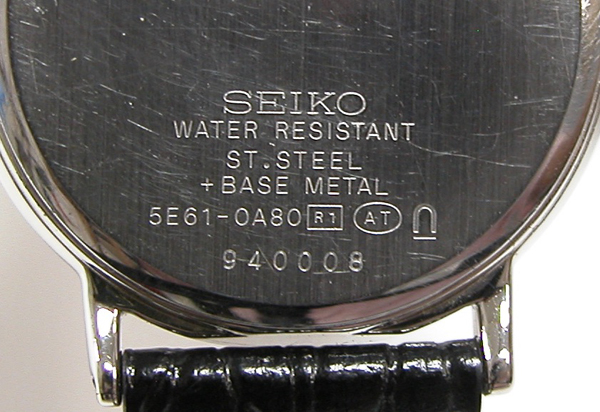 SEIKO
WATER RESISTANT
ST.STEEL
+BASE METAL
5E61-0A80 R1 AT
940008